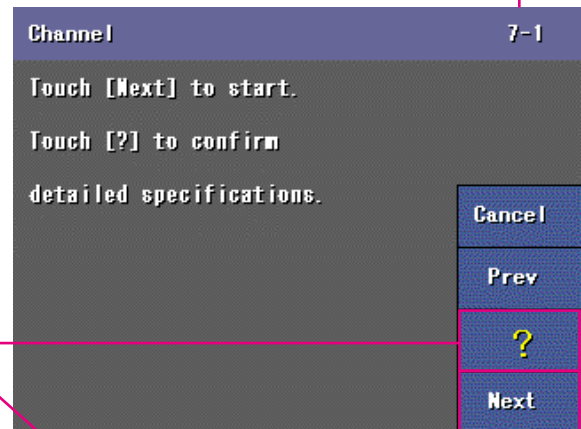 Channel 7-1
Touch [Next] to start.
Touch [?] to confirm
detailed specifications.
Cancel
Prev
?
Next